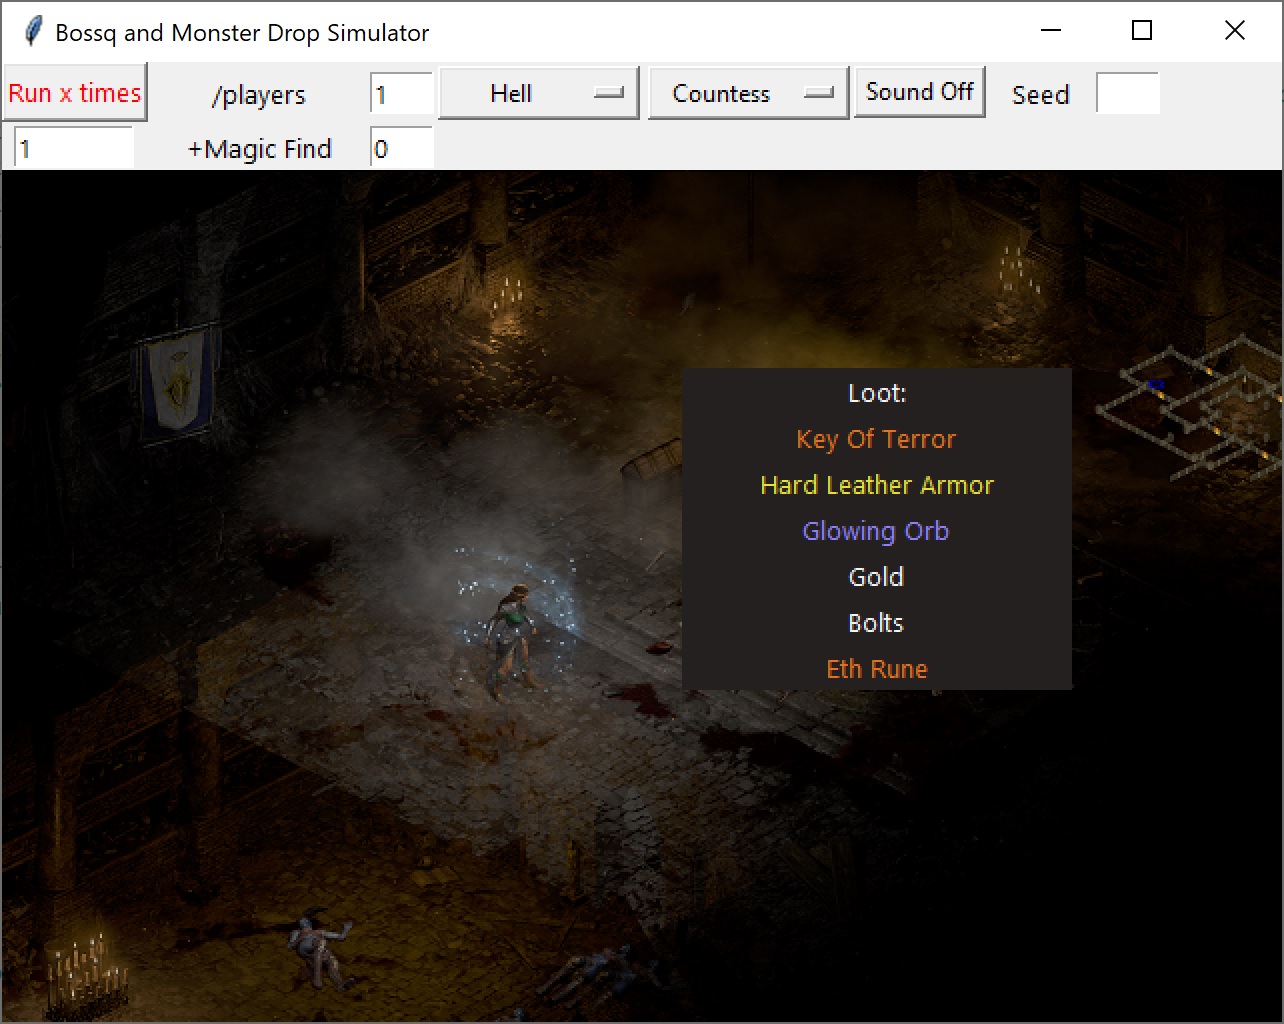 Bossq and Monster Drop Simulator
Run x times /players 1 Hell Countess Sound Off Seed
1 +Magic Find 0
Loot:
Key Of Terror
Hard Leather Armor
Glowing Orb
Gold
Bolts
Eth Rune